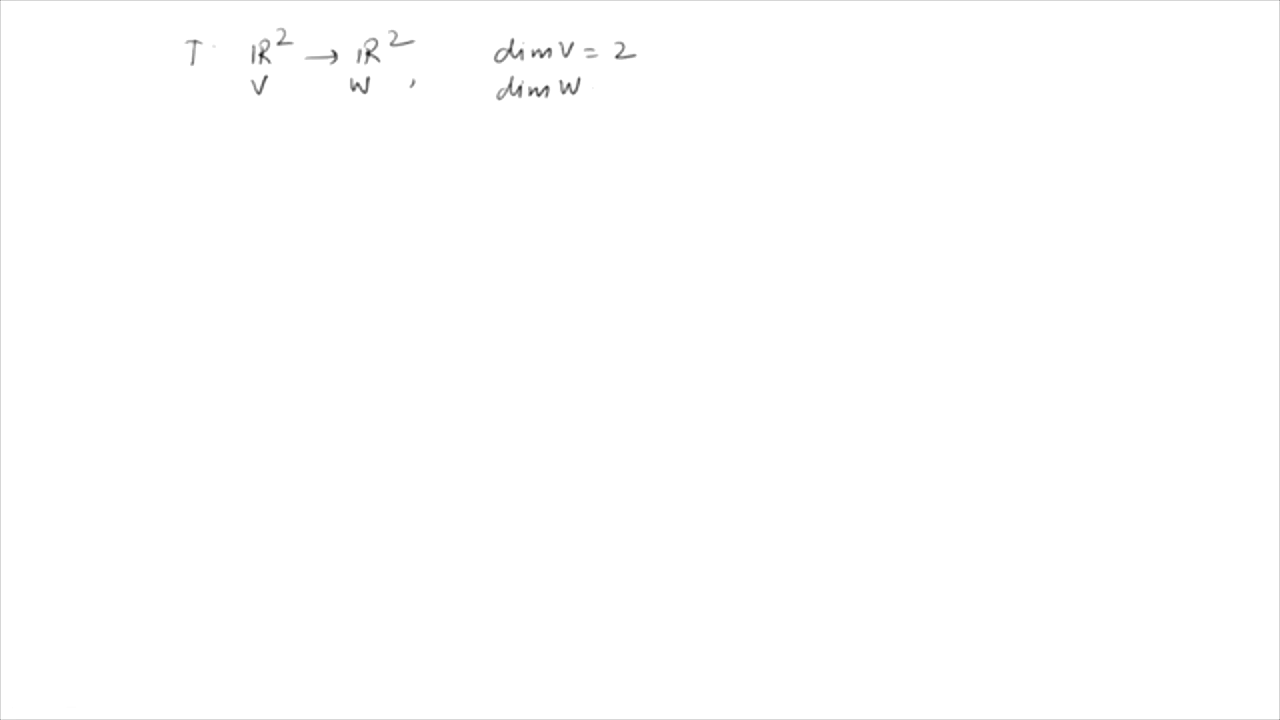 T: ℝ² → ℝ² dim V = 2
V W , dim W